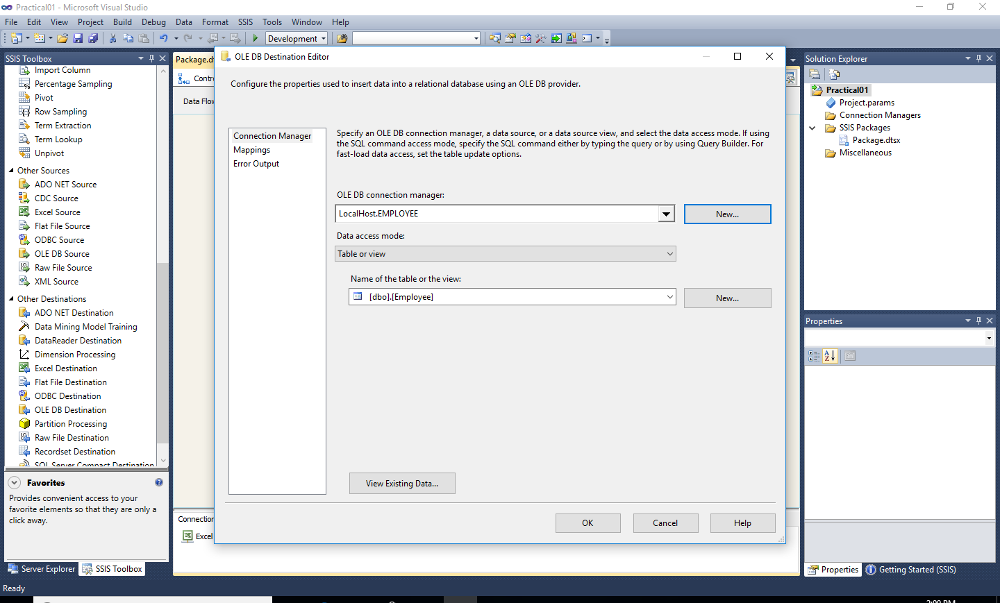 Practical01 - Microsoft Visual Studio
File Edit View Project Build Debug Data Format SSIS Tools Window Help
Development
SSIS Toolbox
Import Column
Percentage Sampling
Pivot
Row Sampling
Term Extraction
Term Lookup
Unpivot
Other Sources
ADO NET Source
CDC Source
Excel Source
Flat File Source
ODBC Source
OLE DB Source
Raw File Source
XML Source
Other Destinations
ADO NET Destination
Data Mining Model Training
DataReader Destination
Dimension Processing
Excel Destination
Flat File Destination
ODBC Destination
OLE DB Destination
Partition Processing
Raw File Destination
Recordset Destination
SQL Server Compact Destination
Favorites
Provides convenient access to your
favorite elements so that they are only a
click away.
Server Explorer SSIS Toolbox
Ready
Package.d
Contro
Data Flow
Connection
Excel
OLE DB Destination Editor
Configure the properties used to insert data into a relational database using an OLE DB provider.
Connection Manager
Mappings
Error Output
Specify an OLE DB connection manager, a data source, or a data source view, and select the data access mode. If using
the SQL command access mode, specify the SQL command either by typing the query or by using Query Builder. For
fast-load data access, set the table update options.
OLE DB connection manager:
LocalHost.EMPLOYEE
New...
Data access mode:
Table or view
Name of the table or the view:
[dbo].[Employee]
New...
View Existing Data...
OK Cancel Help
Solution Explorer
Practical01
Project.params
Connection Managers
SSIS Packages
Package.dtsx
Miscellaneous
Properties
Properties Getting Started (SSIS)